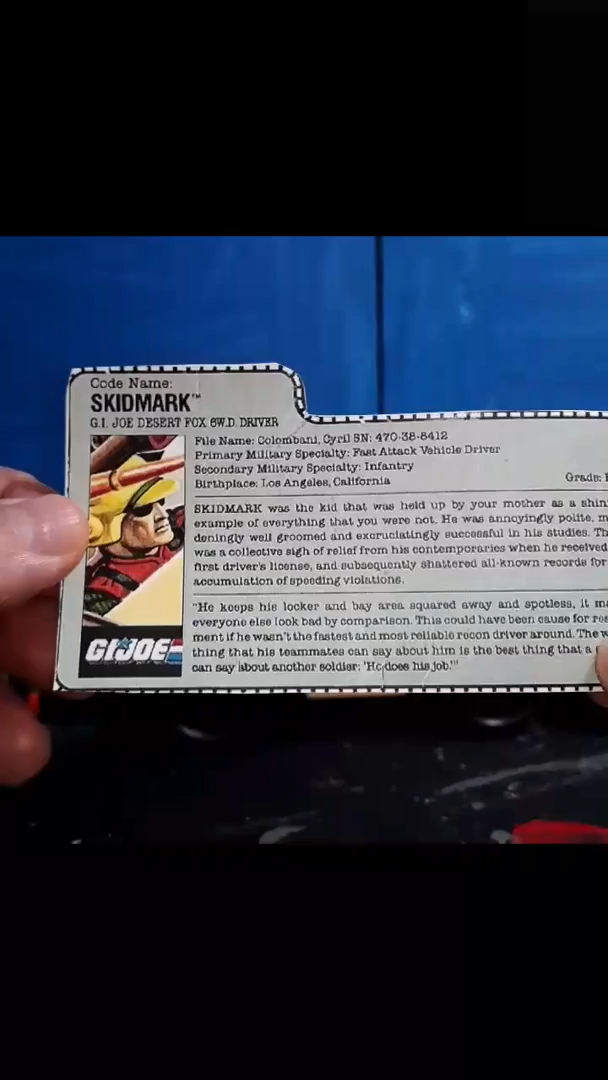 Code Name:
SKIDMARK™
G.I. JOE DESERT FOX 6W.D. DRIVER
File Name: Colombani, Cyril SN: 470-38-8412
Primary Military Specialty: Fast Attack Vehicle Driver
Secondary Military Specialty: Infantry
Birthplace: Los Angeles, California
Grade:
SKIDMARK was the kid that was held up by your mother as a shin
example of everything that you were not. He was annoyingly polite, m
deningly well groomed and excruciatingly successful in his studies. Th
was a collective sigh of relief from his contemporaries when he received
first driver's license, and subsequently shattered all-known records for
accumulation of speeding violations.
"He keeps his locker and bay area squared away and spotless, it ma
everyone else look bad by comparison. This could have been cause for res
ment if he wasn't the fastest and most reliable recon driver around. The w
thing that his teammates can say about him is the best thing that a
can say about another soldier: 'He does his job.'"
GI JOE